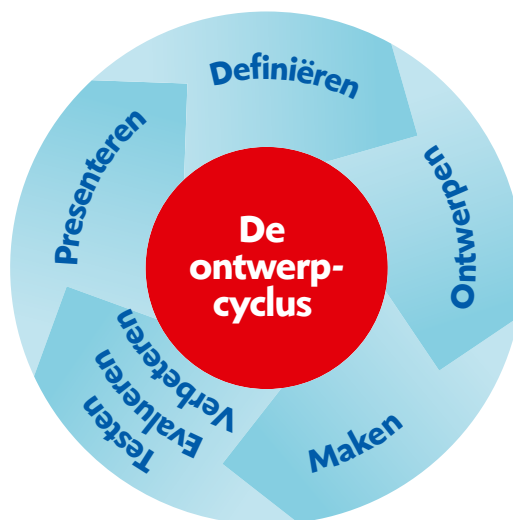 De
ontwerp-
cyclus
Definiëren
Ontwerpen
Maken
Testen
Evalueren
Verbeteren
Presenteren